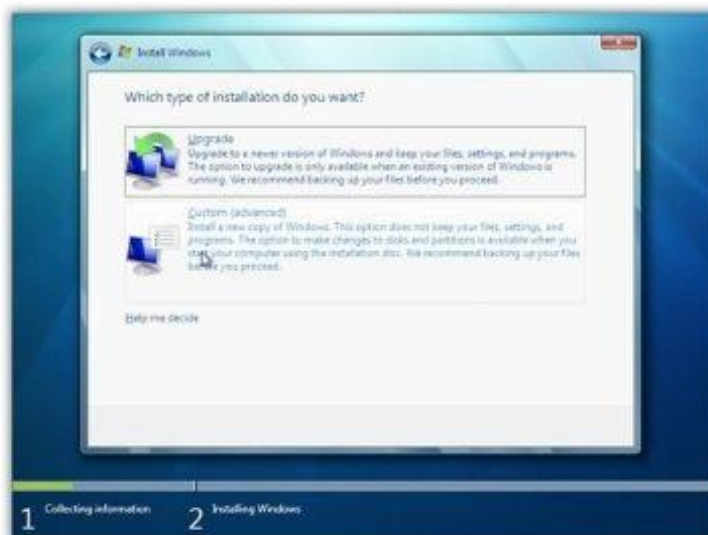 Install Windows
Which type of installation do you want?
Upgrade
Upgrade to a newer version of Windows and keep your files, settings, and programs.
The option to upgrade is only available when an existing version of Windows is
running. We recommend backing up your files before you proceed.
Custom (advanced)
Install a new copy of Windows. This option does not keep your files, settings, and
programs. The option to make changes to disks and partitions is available when you
start your computer using the installation disc. We recommend backing up your files
before you proceed.
Help me decide
1 Collecting information
2 Installing Windows